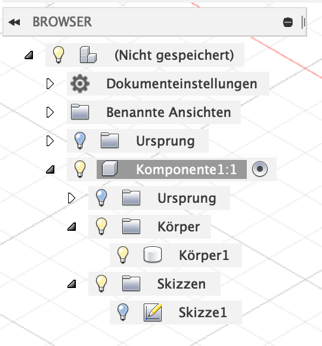 BROWSER
(Nicht gespeichert)
Dokumenteinstellungen
Benannte Ansichten
Ursprung
Komponente1:1
Ursprung
Körper
Körper1
Skizzen
Skizze1